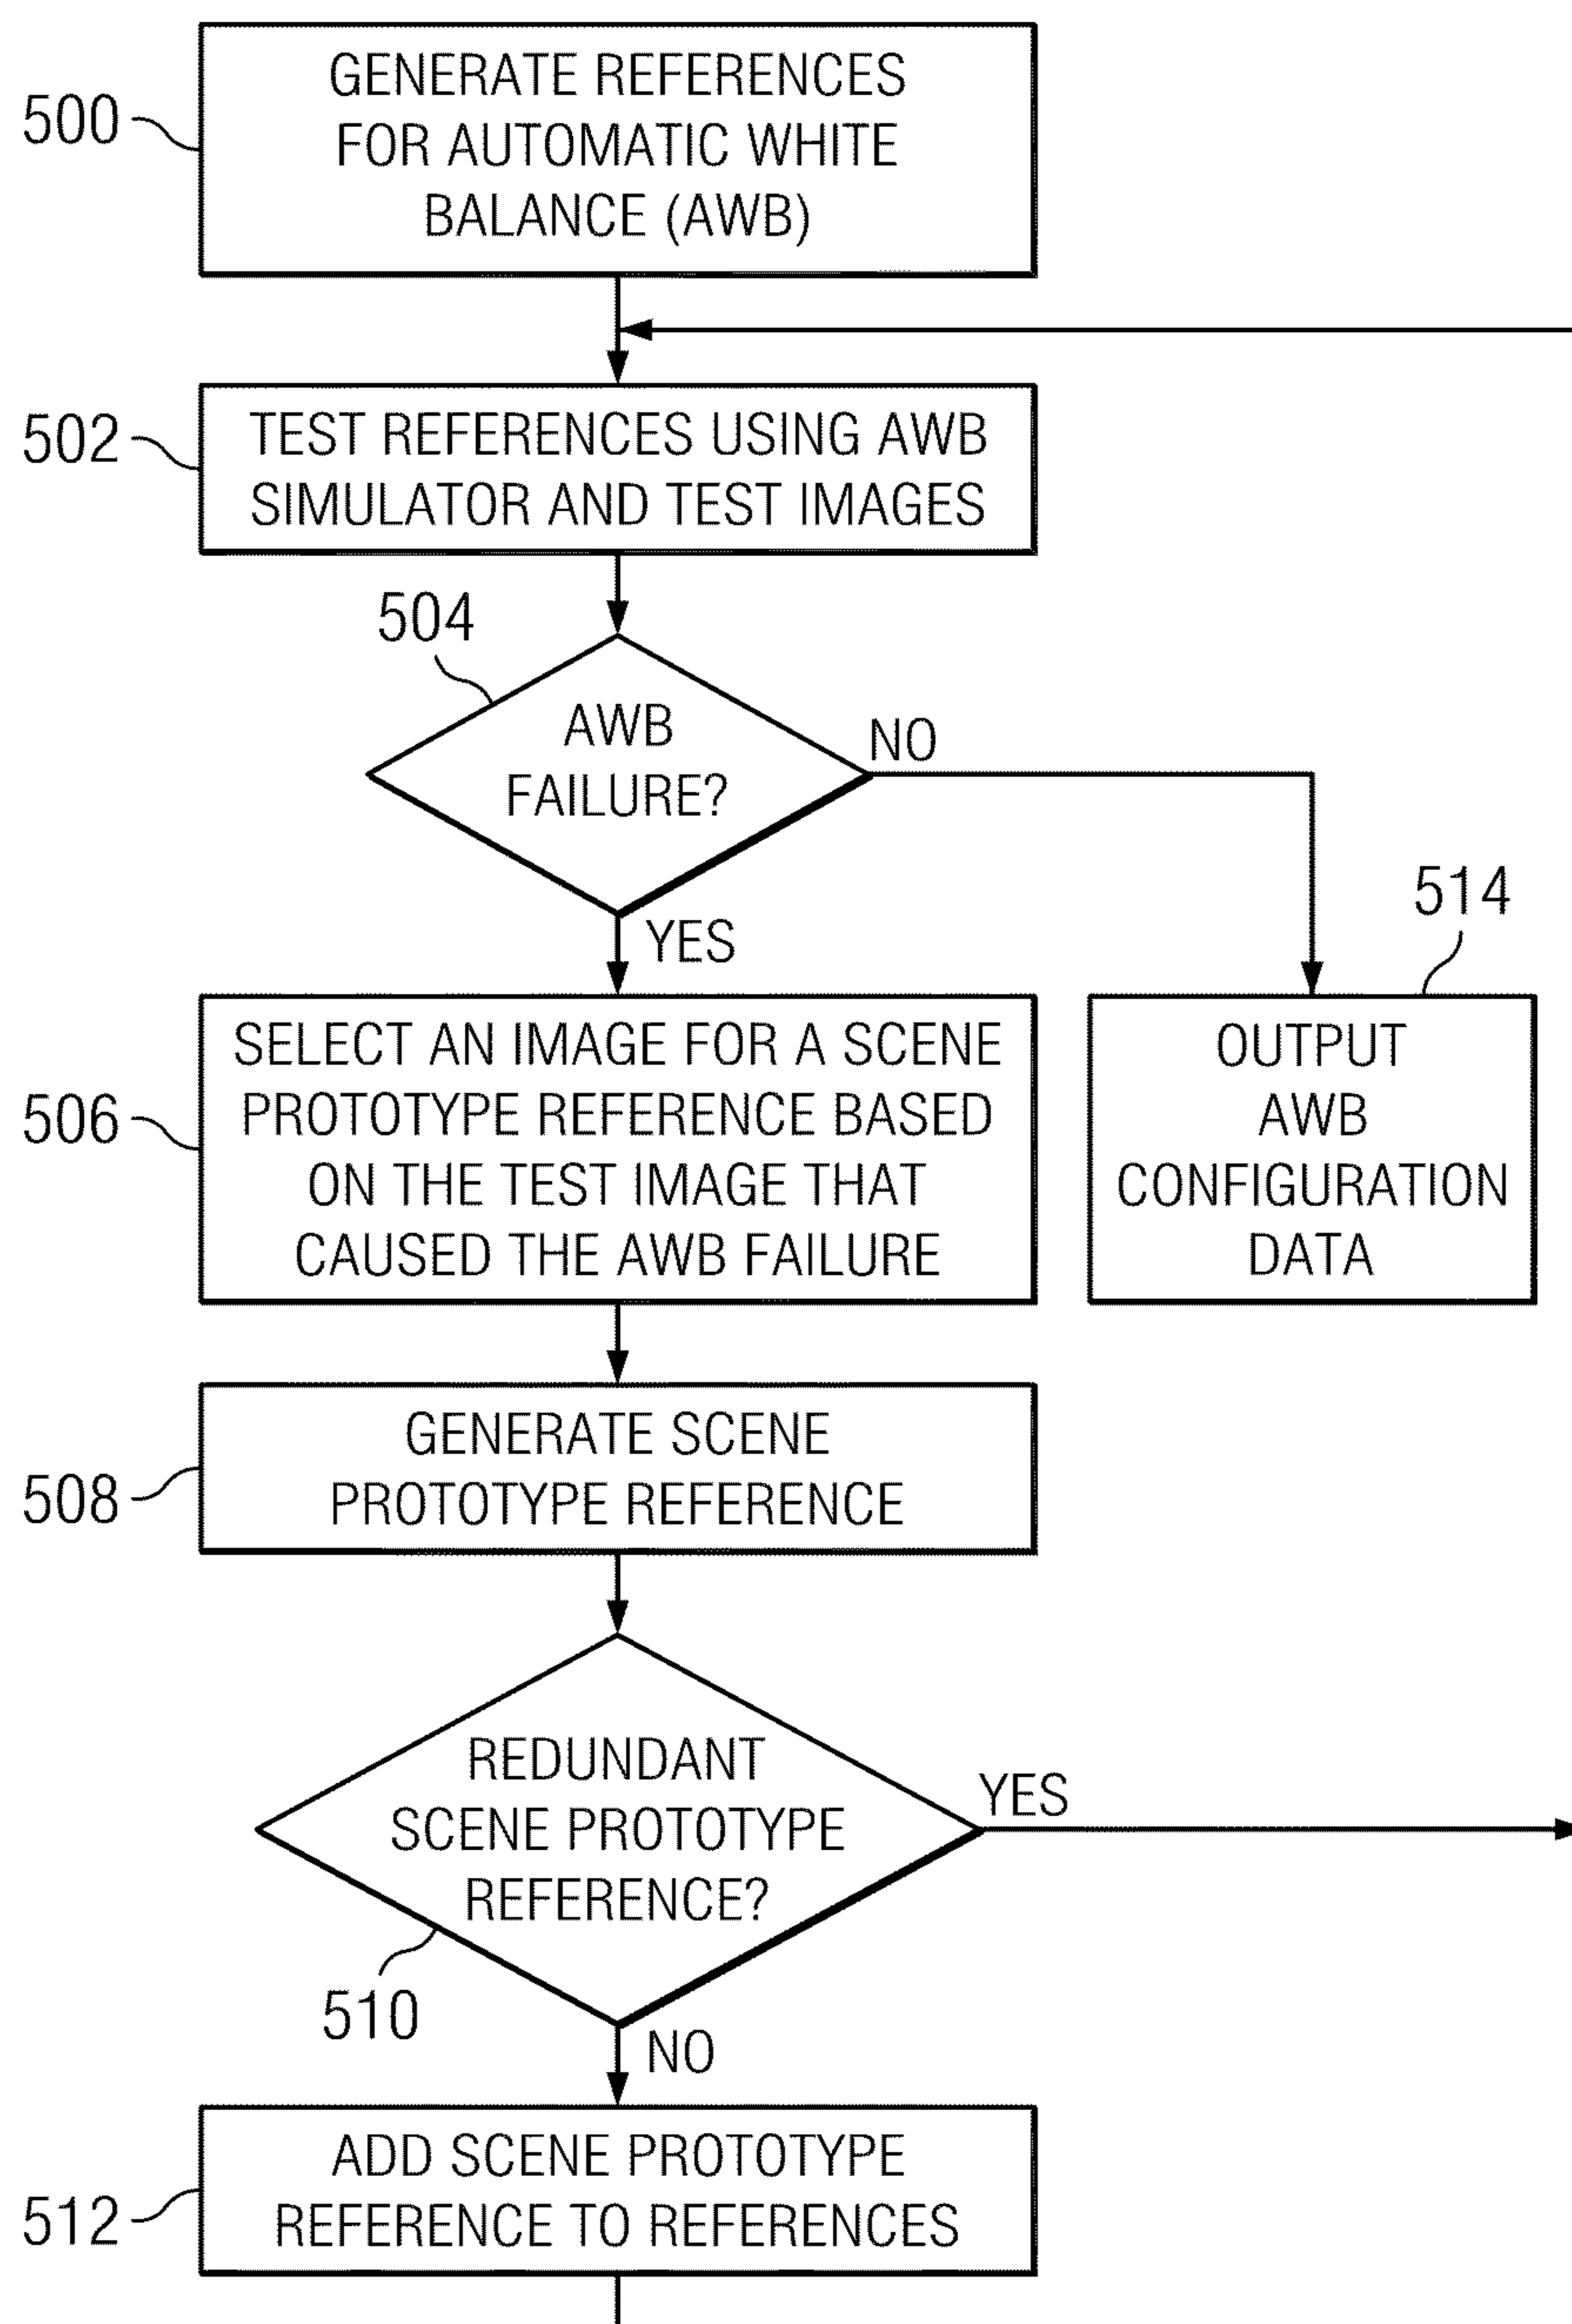 500
GENERATE REFERENCES
FOR AUTOMATIC WHITE
BALANCE (AWB)
502
TEST REFERENCES USING AWB
SIMULATOR AND TEST IMAGES
504
AWB
FAILURE?
NO
YES
514
506
SELECT AN IMAGE FOR A SCENE
PROTOTYPE REFERENCE BASED
ON THE TEST IMAGE THAT
CAUSED THE AWB FAILURE
OUTPUT
AWB
CONFIGURATION
DATA
508
GENERATE SCENE
PROTOTYPE REFERENCE
REDUNDANT
SCENE PROTOTYPE
REFERENCE?
YES
510
NO
512
ADD SCENE PROTOTYPE
REFERENCE TO REFERENCES